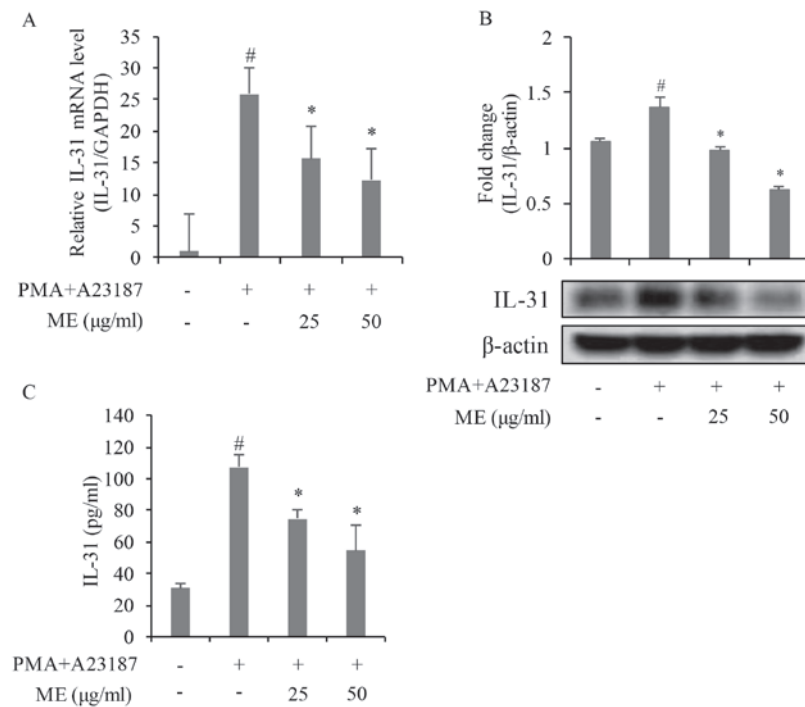 A
Relative IL-31 mRNA level
(IL-31/GAPDH)
35
30
25
20
15
10
5
0
#
*
*
PMA+A23187 - + + +
ME (μg/ml) - - 25 50
B
Fold change
(IL-31/β-actin)
2
1.5
1
0.5
0
#
*
*
IL-31
β-actin
PMA+A23187 - + + +
ME (μg/ml) - - 25 50
C
IL-31 (pg/ml)
140
120
100
80
60
40
20
0
#
*
*
PMA+A23187 - + + +
ME (μg/ml) - - 25 50